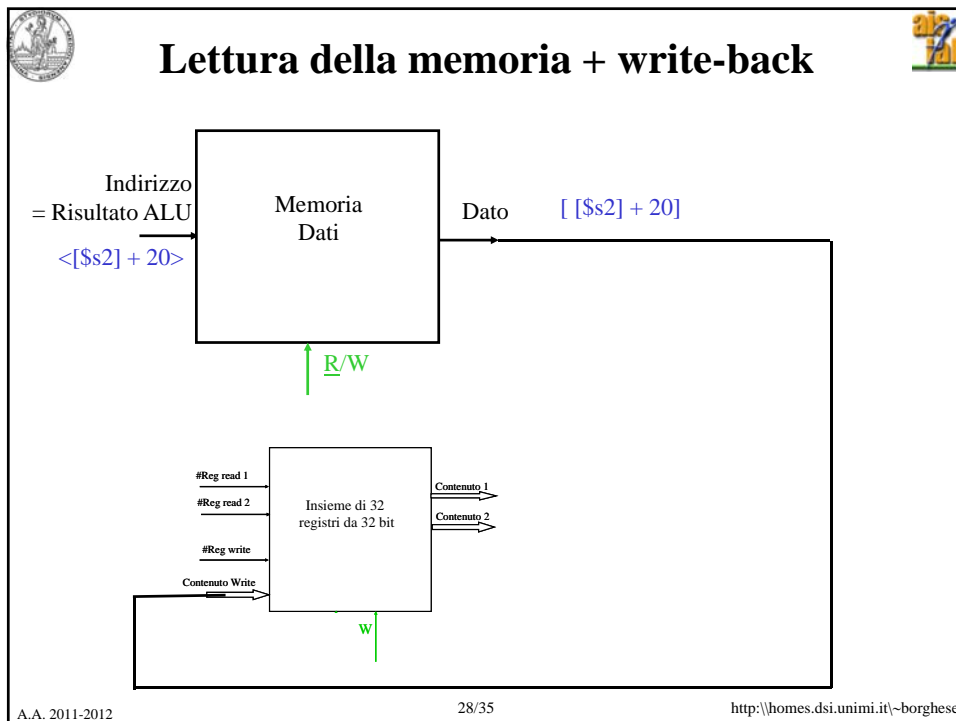 Lettura della memoria + write-back
Indirizzo
= Risultato ALU
<[$s2] + 20>
Memoria
Dati
Dato
[ [$s2] + 20]
R/W
#Reg read 1
#Reg read 2
#Reg write
Contenuto Write
Insieme di 32
registri da 32 bit
Contenuto 1
Contenuto 2
W
A.A. 2011-2012
28/35
http:\\homes.dsi.unimi.it\~borghese